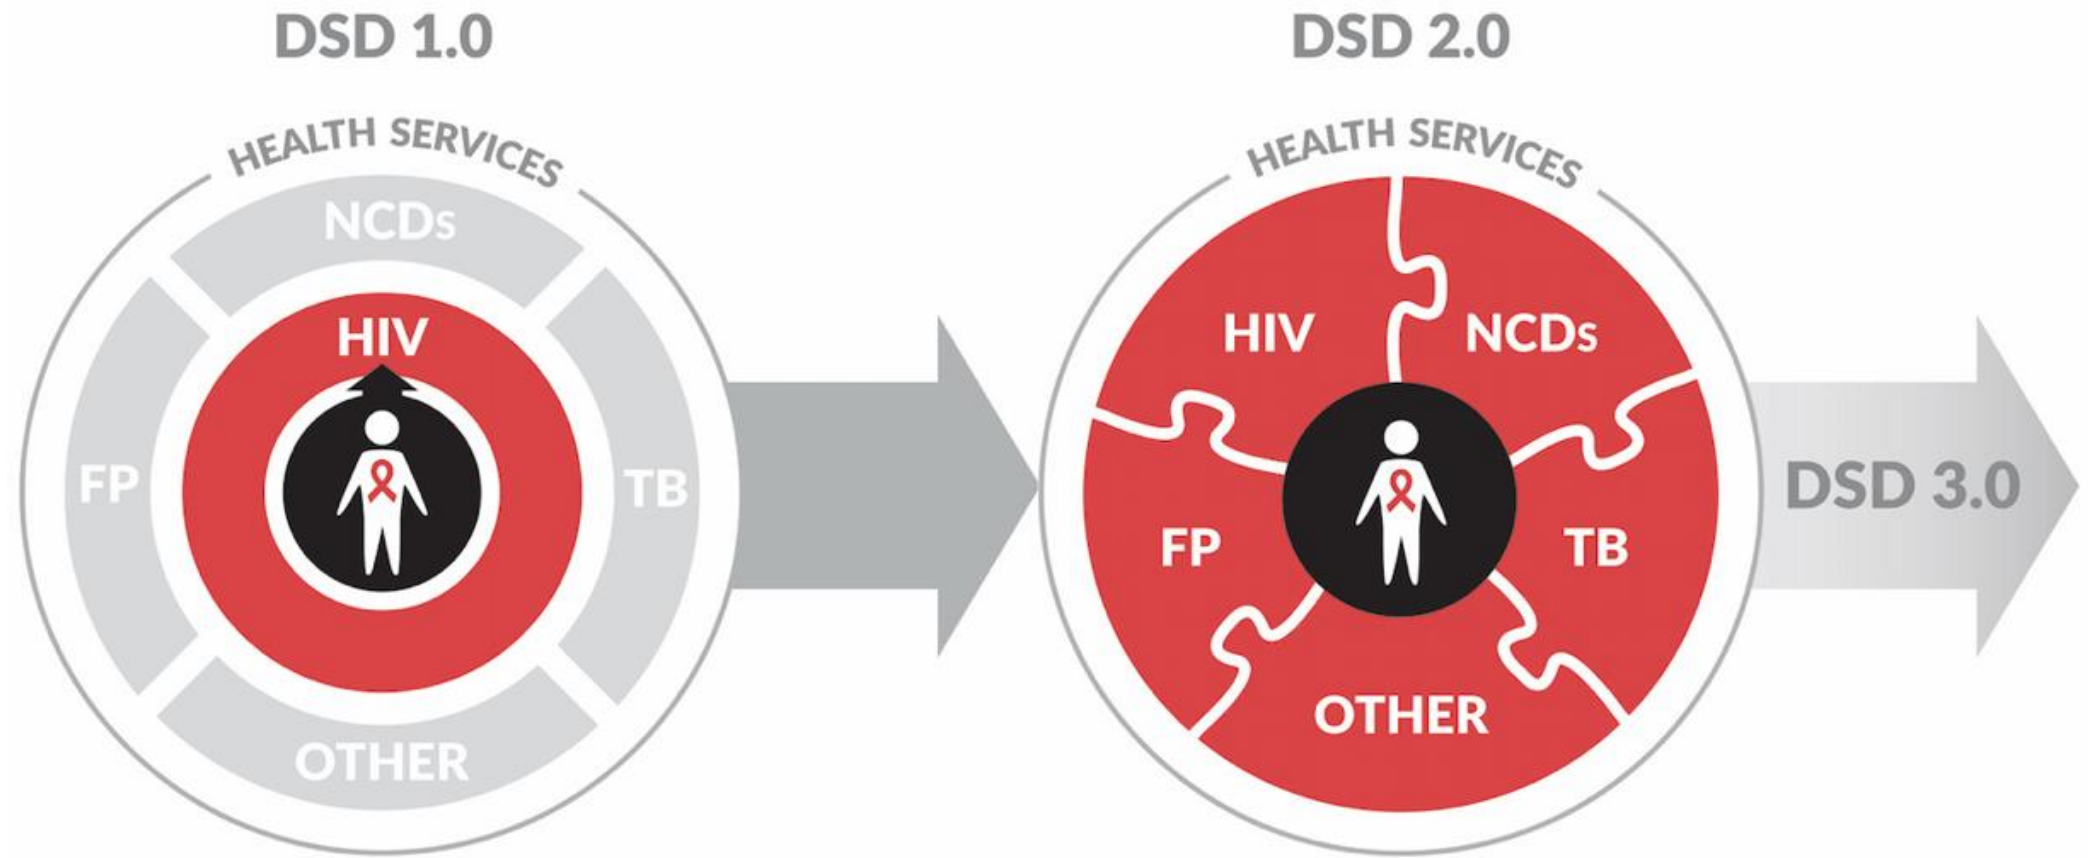 DSD 1.0
HEALTH SERVICES
NCDs
HIV
FP
TB
OTHER
DSD 2.0
HEALTH SERVICES
HIV
NCDs
FP
TB
OTHER
DSD 3.0